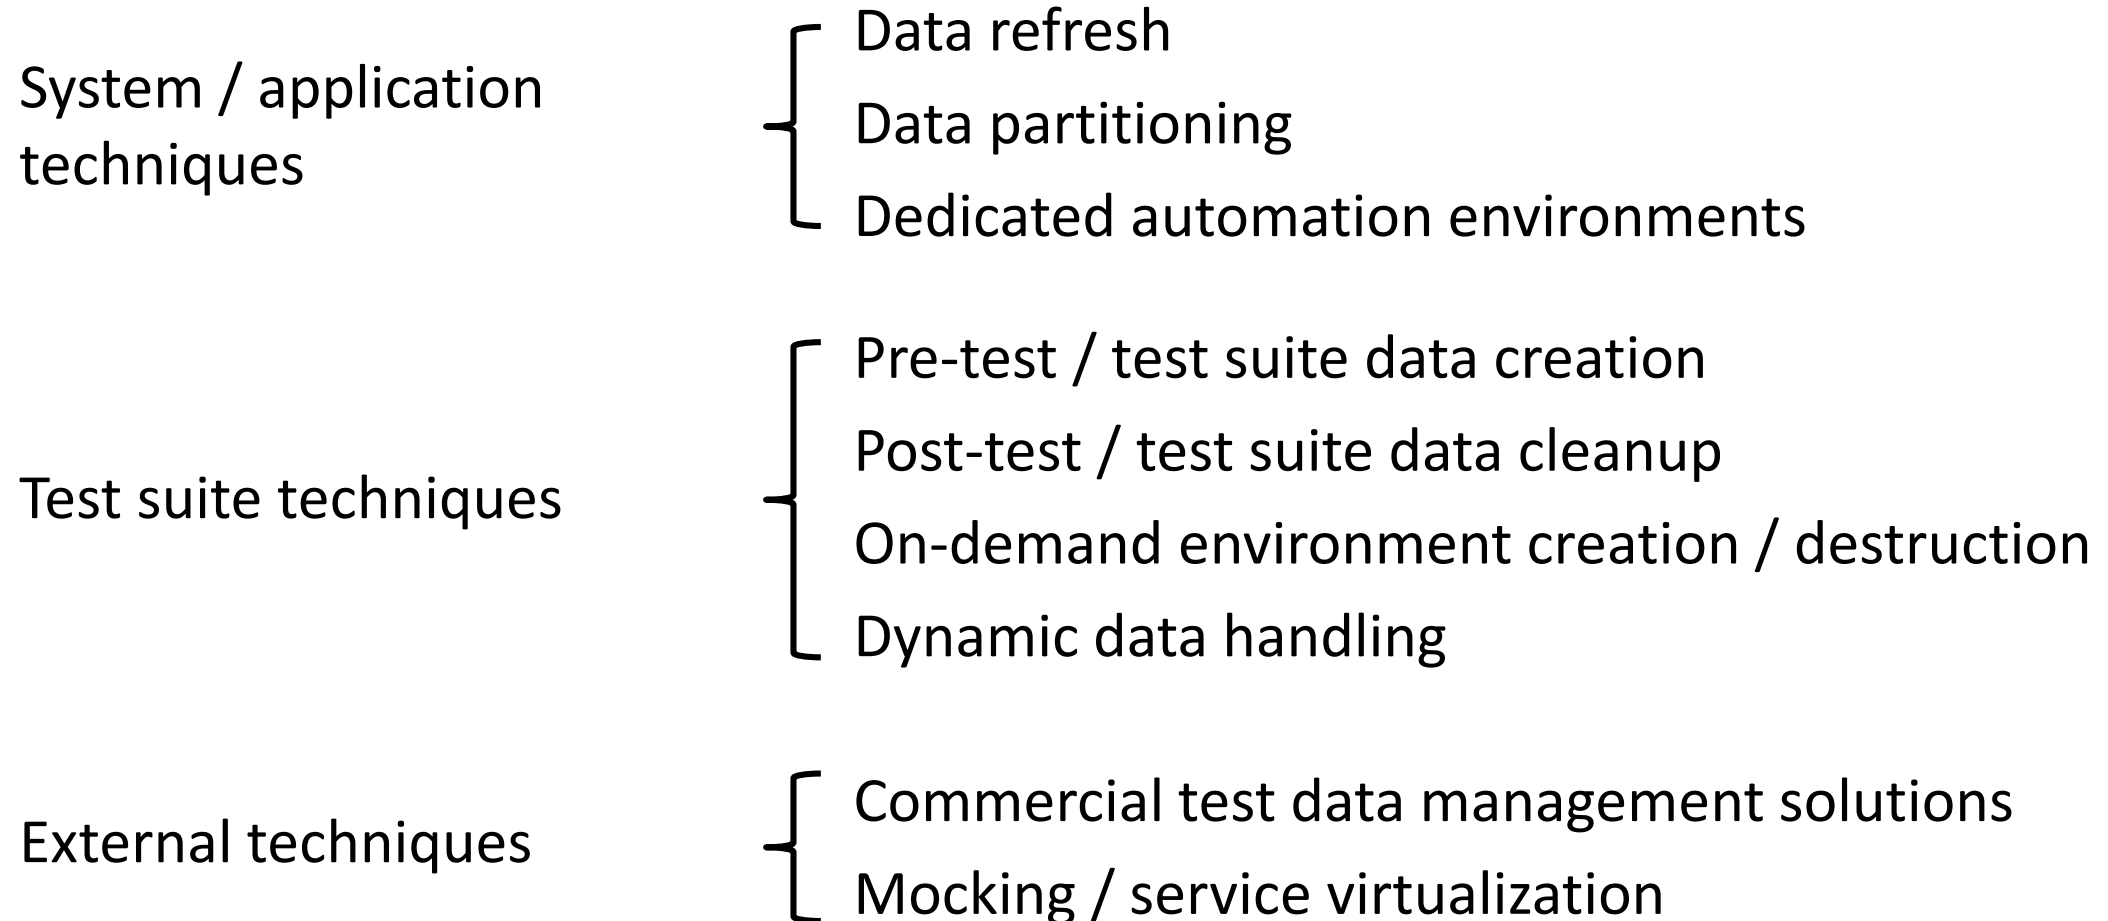 System / application
techniques
Data refresh
Data partitioning
Dedicated automation environments
Test suite techniques
Pre-test / test suite data creation
Post-test / test suite data cleanup
On-demand environment creation / destruction
Dynamic data handling
External techniques
Commercial test data management solutions
Mocking / service virtualization